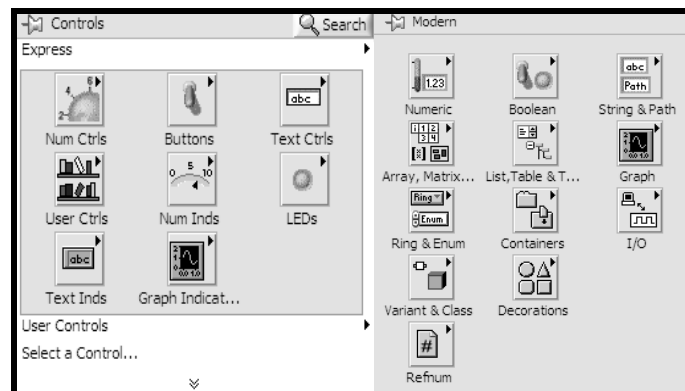 Controls
Search
Express
Num Ctrls
Buttons
Text Ctrls
User Ctrls
Num Inds
LEDs
Text Inds
Graph Indicat...
User Controls
Select a Control...
Modern
Numeric
Boolean
String & Path
Array, Matrix...
List,Table & T...
Graph
Ring & Enum
Containers
I/O
Variant & Class
Decorations
Refnum